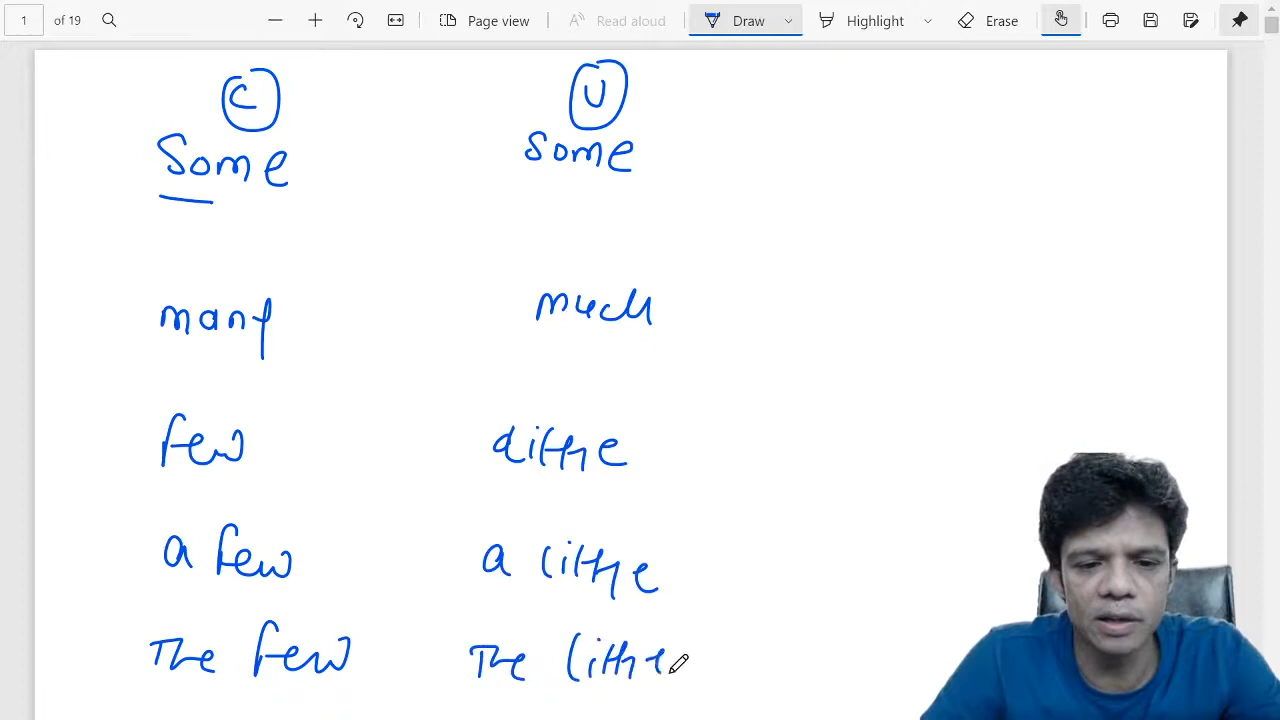 1 of 19 Page view Read aloud Draw Highlight Erase
C U
Some some
many much
few little
a few a little
The few The little